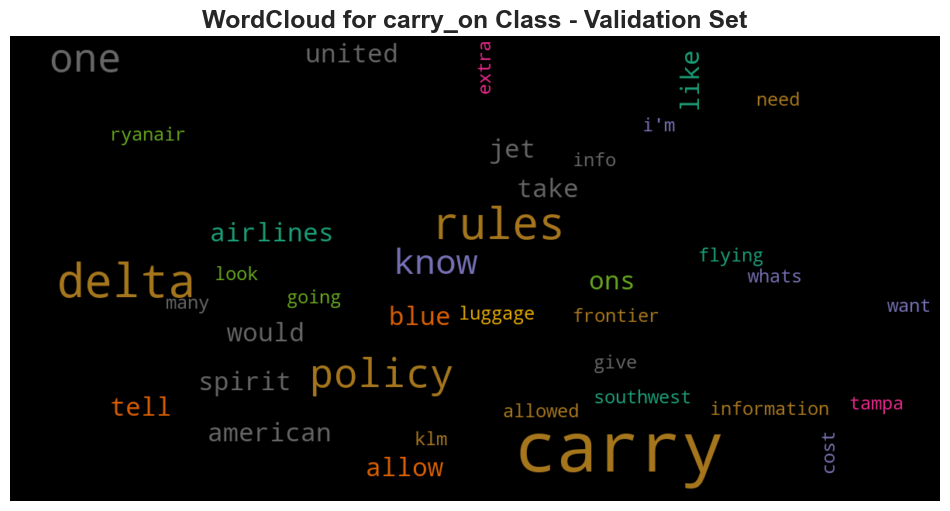 WordCloud for carry_on Class - Validation Set
one
united
extra
like
need
i'm
ryanair
jet
info
take
rules
airlines
know
flying
delta
look
whats
many
going
ons
want
blue
luggage
frontier
would
give
policy
spirit
southwest
tell
allowed
information
tampa
american
klm
carry
cost
allow